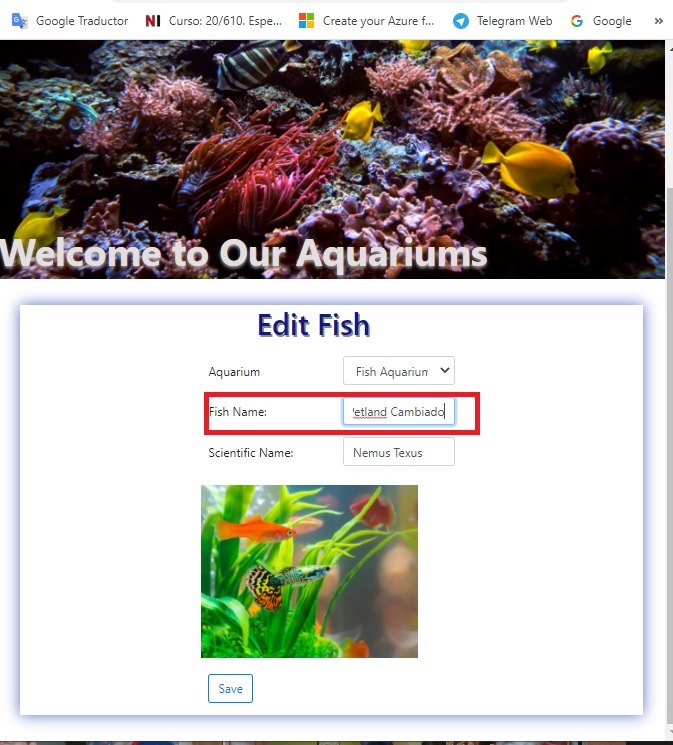 Google Traductor NI Curso: 20/610. Espe... Create your Azure f... Telegram Web Google »
Welcome to Our Aquariums
Edit Fish
Aquarium Fish Aquarium
Fish Name: etland Cambiado
Scientific Name: Nemus Texus
Save